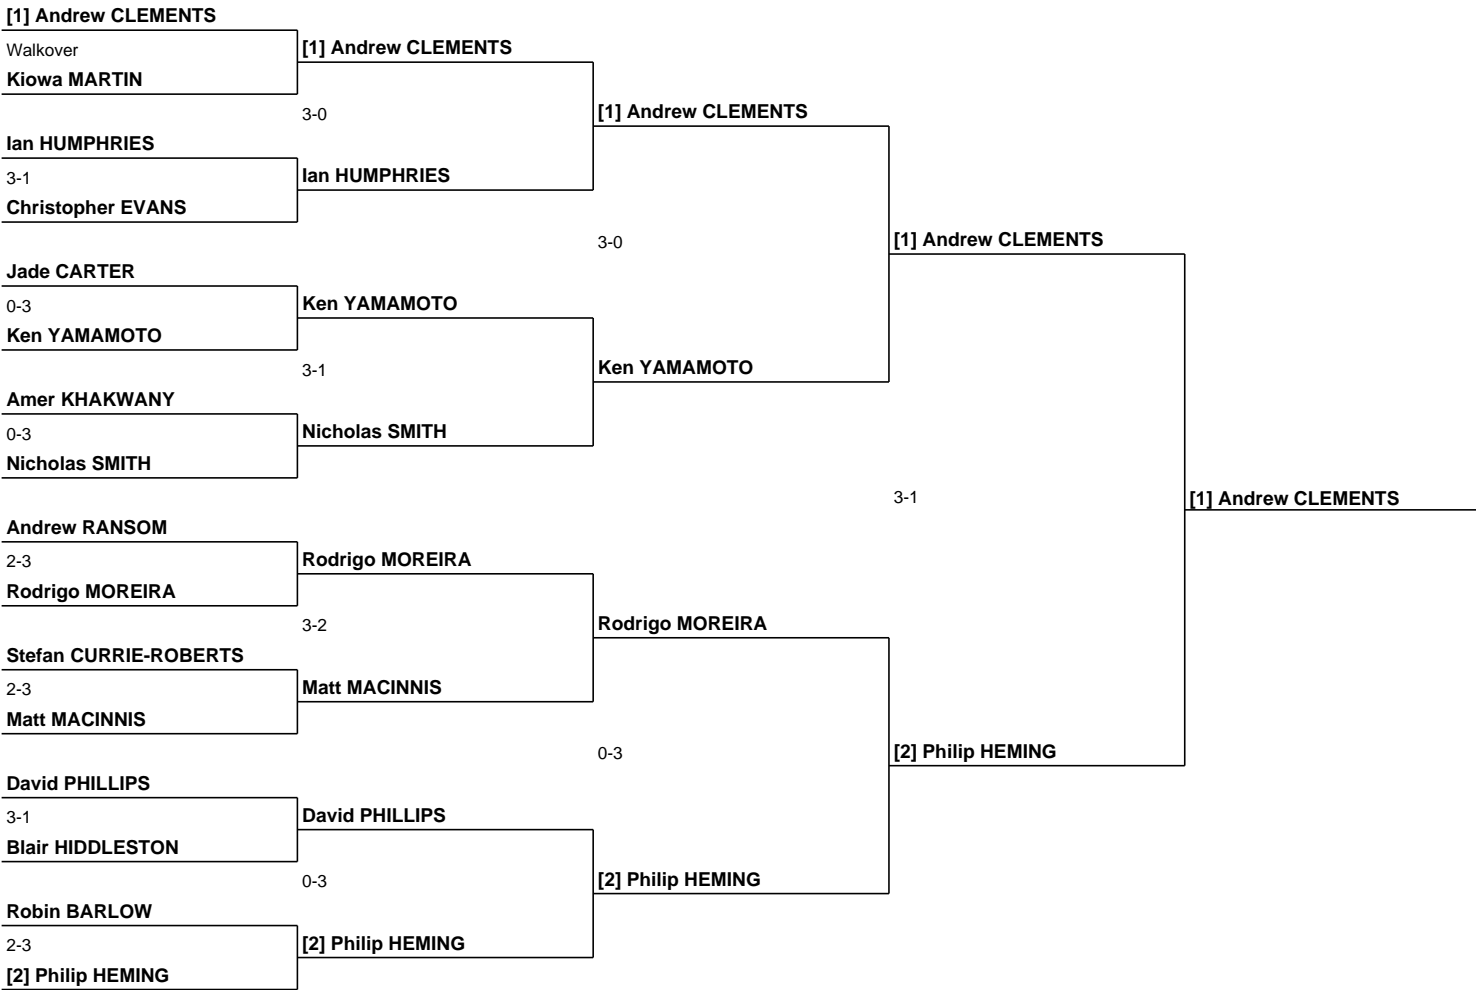 [1] Andrew CLEMENTS
Walkover
Kiowa MARTIN
Ian HUMPHRIES
3-1
Christopher EVANS
Jade CARTER
0-3
Ken YAMAMOTO
Amer KHAKWANY
0-3
Nicholas SMITH
Andrew RANSOM
2-3
Rodrigo MOREIRA
Stefan CURRIE-ROBERTS
2-3
Matt MACINNIS
David PHILLIPS
3-1
Blair HIDDLESTON
Robin BARLOW
2-3
[2] Philip HEMING
[1] Andrew CLEMENTS
3-0
Ian HUMPHRIES
Ken YAMAMOTO
3-1
Nicholas SMITH
Rodrigo MOREIRA
3-2
Matt MACINNIS
David PHILLIPS
0-3
[2] Philip HEMING
[1] Andrew CLEMENTS
3-0
Ken YAMAMOTO
Rodrigo MOREIRA
0-3
[2] Philip HEMING
[1] Andrew CLEMENTS
3-1
[2] Philip HEMING
[1] Andrew CLEMENTS